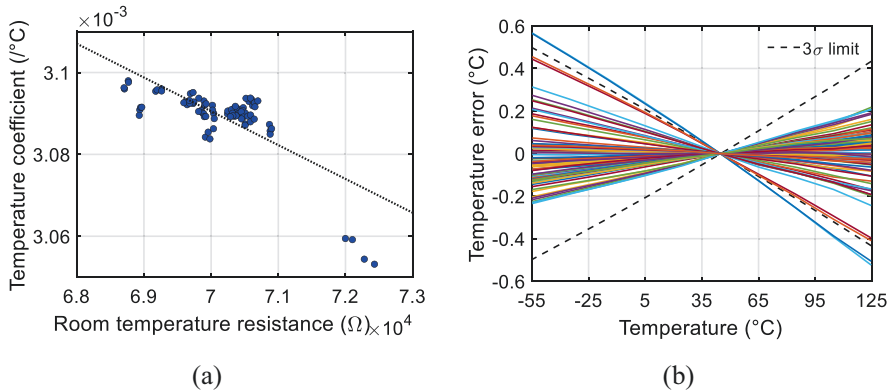 ×10⁻³
Temperature coefficient (/°C)
3.1
3.08
3.06
6.8 6.9 7 7.1 7.2 7.3
Room temperature resistance (Ω) ×10⁴
(a)
Temperature error (°C)
0.6
0.4
0.2
0
-0.2
-0.4
-0.6
3σ limit
-55 -25 5 35 65 95 125
Temperature (°C)
(b)